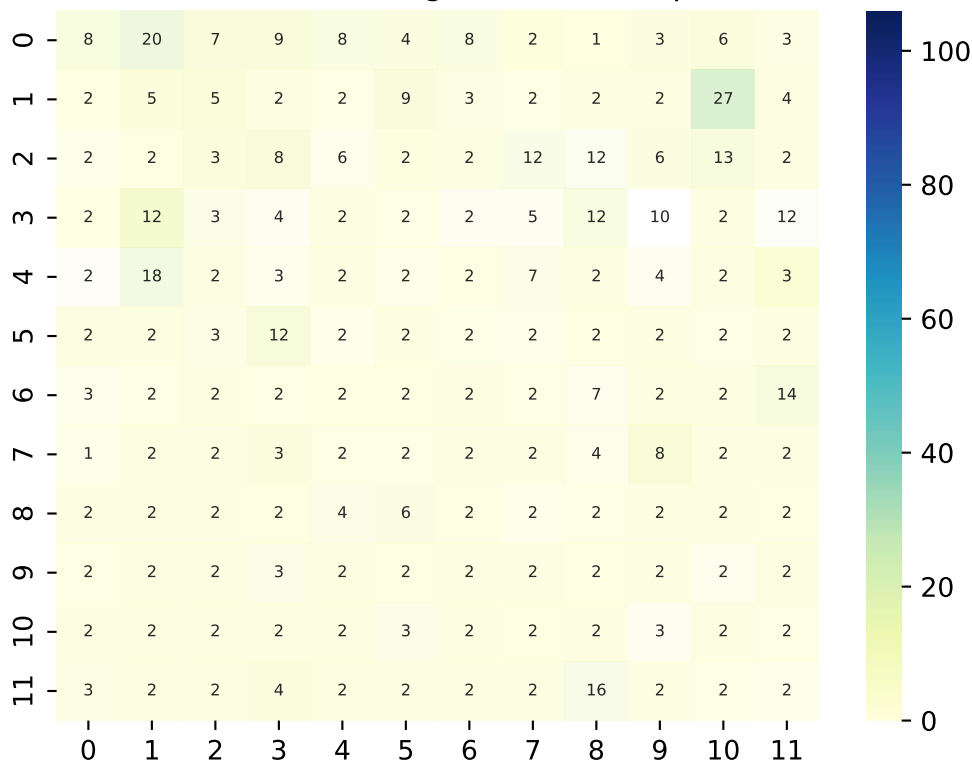 0 8 20 7 9 8 4 8 2 1 3 6 3
1 2 5 5 2 2 9 3 2 2 2 27 4
2 2 2 3 8 6 2 2 12 12 6 13 2
3 2 12 3 4 2 2 2 5 12 10 2 12
4 2 18 2 3 2 2 2 7 2 4 2 3
5 2 2 3 12 2 2 2 2 2 2 2 2
6 3 2 2 2 2 2 2 2 7 2 2 14
7 1 2 2 3 2 2 2 2 4 8 2 2
8 2 2 2 2 4 6 2 2 2 2 2 2
9 2 2 2 3 2 2 2 2 2 2 2 2
10 2 2 2 2 2 3 2 2 2 3 2 2
11 3 2 2 4 2 2 2 2 16 2 2 2
0 1 2 3 4 5 6 7 8 9 10 11
100
80
60
40
20
0